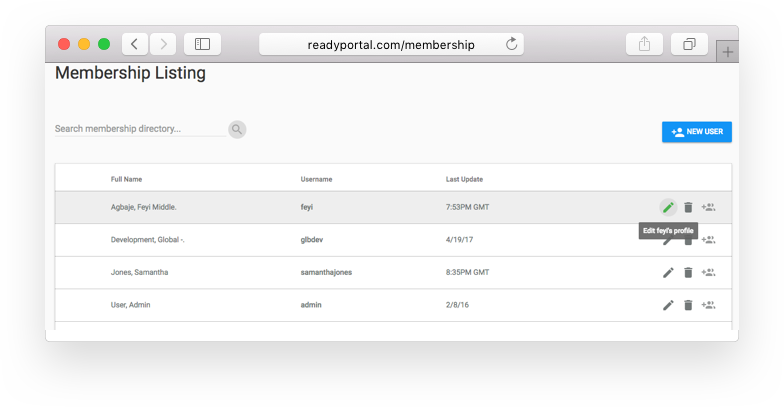 readyportal.com/membership
Membership Listing
Search membership directory...
NEW USER
Full Name Username Last Update
Agbaje, Feyi Middle. feyi 7:53PM GMT
Edit feyi's profile
Development, Global -. glbdev 4/19/17
Jones, Samantha samanthajones 8:35PM GMT
User, Admin admin 2/8/16